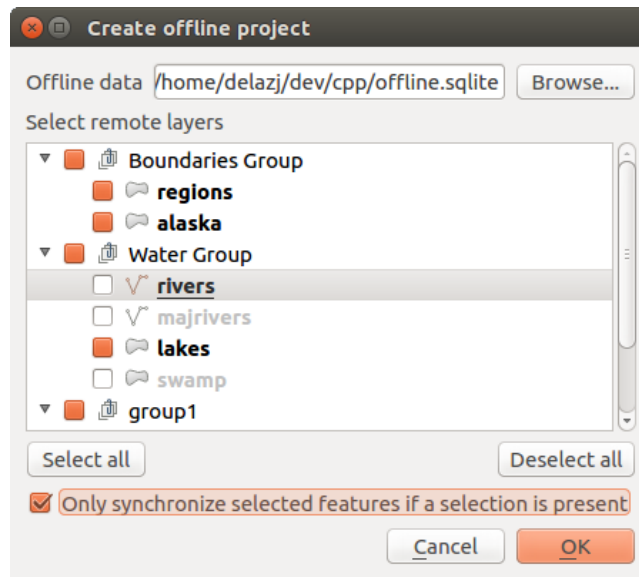 Create offline project
Offline data /home/delazj/dev/cpp/offline.sqlite Browse...
Select remote layers
Boundaries Group
regions
alaska
Water Group
rivers
majrivers
lakes
swamp
group1
Select all Deselect all
Only synchronize selected features if a selection is present
Cancel OK